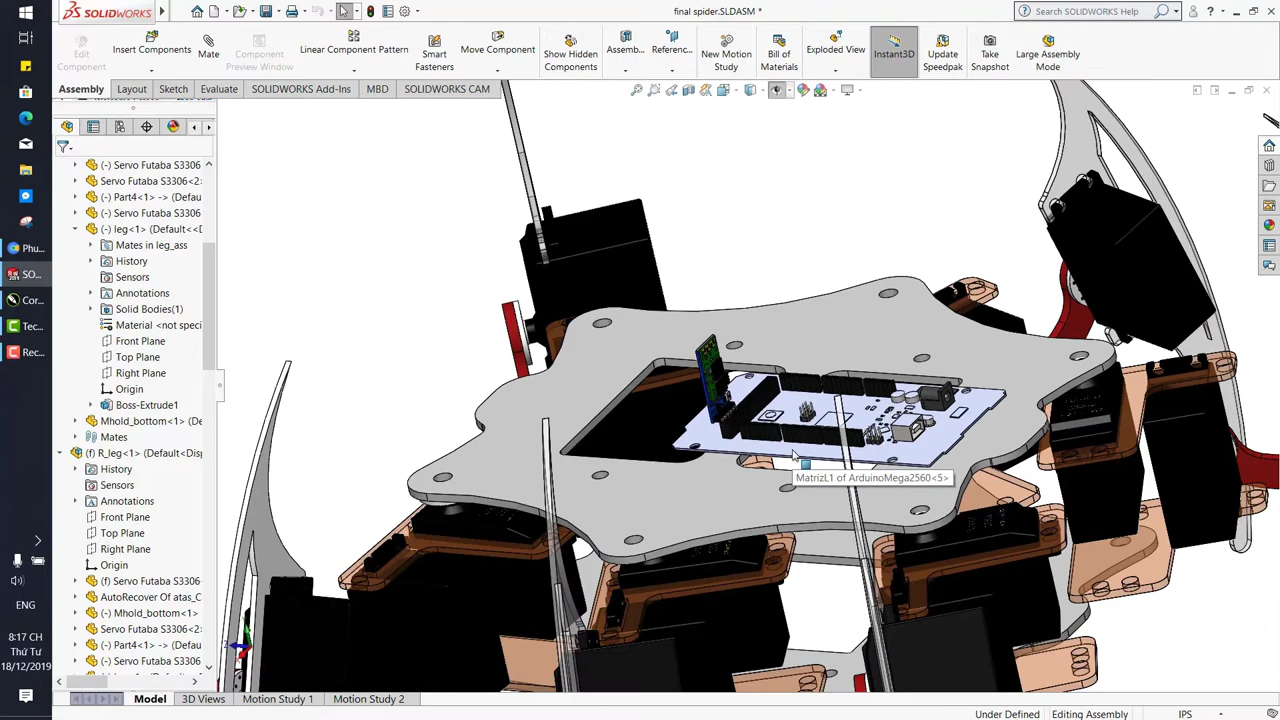 SOLIDWORKS
final spider.SLDASM
Search SOLIDWORKS Help
Edit
Component
Insert Components
Mate
Component
Preview Window
Linear Component Pattern
Smart
Fasteners
Move Component
Show Hidden
Components
Assemb...
Referenc...
New Motion
Study
Bill of
Materials
Exploded View
Instant3D
Update
Speedpak
Take
Snapshot
Large Assembly
Mode
Assembly
Layout
Sketch
Evaluate
SOLIDWORKS Add-Ins
MBD
SOLIDWORKS CAM
(-) Servo Futaba S3306
Servo Futaba S3306<2>
(-) Part4<1> -> (Defau
(-) Servo Futaba S3306
(-) leg<1> (Default<<D
Mates in leg_ass
History
Sensors
Annotations
Solid Bodies(1)
Material <not speci
Front Plane
Top Plane
Right Plane
Origin
Boss-Extrude1
Mhold_bottom<1>
Mates
(f) R_leg<1> (Default<Disp
History
Sensors
Annotations
Front Plane
Top Plane
Right Plane
Origin
(f) Servo Futaba S3306
AutoRecover Of atas_C
(-) Mhold_bottom<1>
Servo Futaba S3306<2>
(-) Part4<1> -> (Defau
(-) Servo Futaba S3306
MatrizL1 of ArduinoMega2560<5>
Phu...
SO...
Cor...
Tec...
Rec...
ENG
8:17 CH
Thứ Tư
18/12/2019
Model
3D Views
Motion Study 1
Motion Study 2
Under Defined
Editing Assembly
IPS